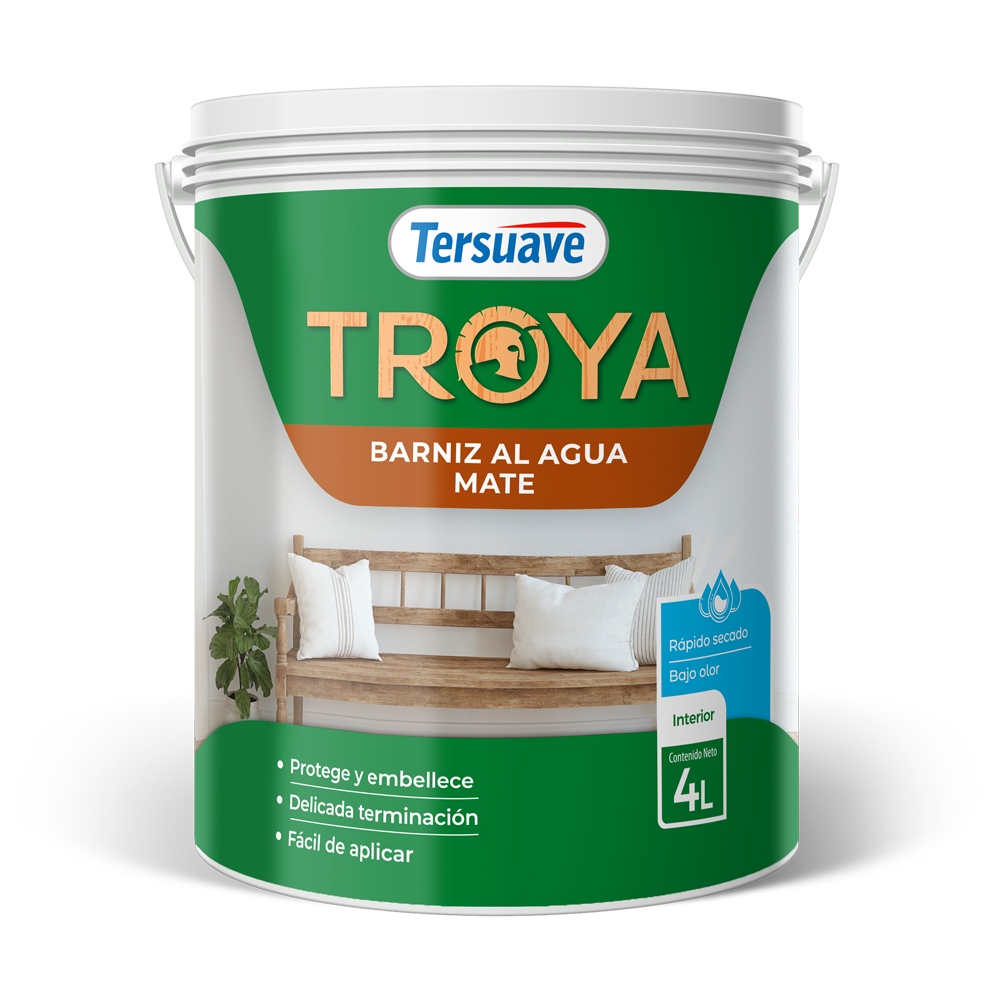 Tersuave
TROYA
BARNIZ AL AGUA
MATE
Rápido secado
Bajo olor
Interior
Contenido Neto
4L
• Protege y embellece
• Delicada terminación
• Fácil de aplicar